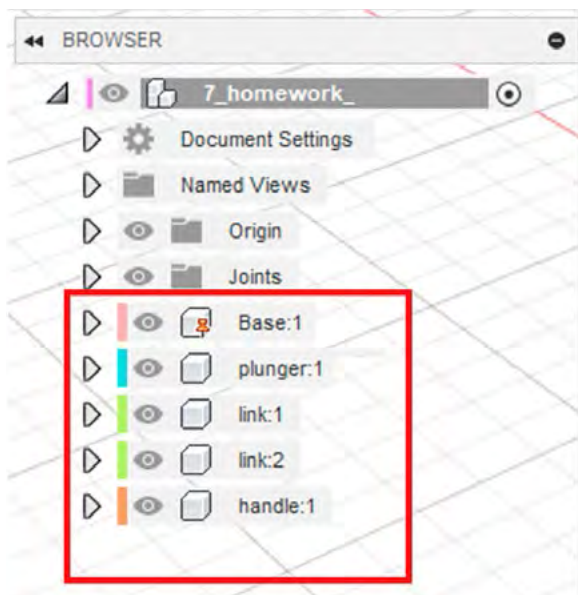 BROWSER
7_homework_
Document Settings
Named Views
Origin
Joints
Base:1
plunger:1
link:1
link:2
handle:1